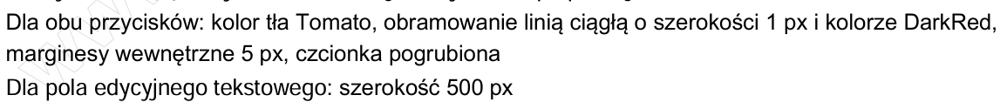 Dla obu przycisków: kolor tła Tomato, obramowanie linią ciągłą o szerokości 1 px i kolorze DarkRed,
marginesy wewnętrzne 5 px, czcionka pogrubiona
Dla pola edycyjnego tekstowego: szerokość 500 px